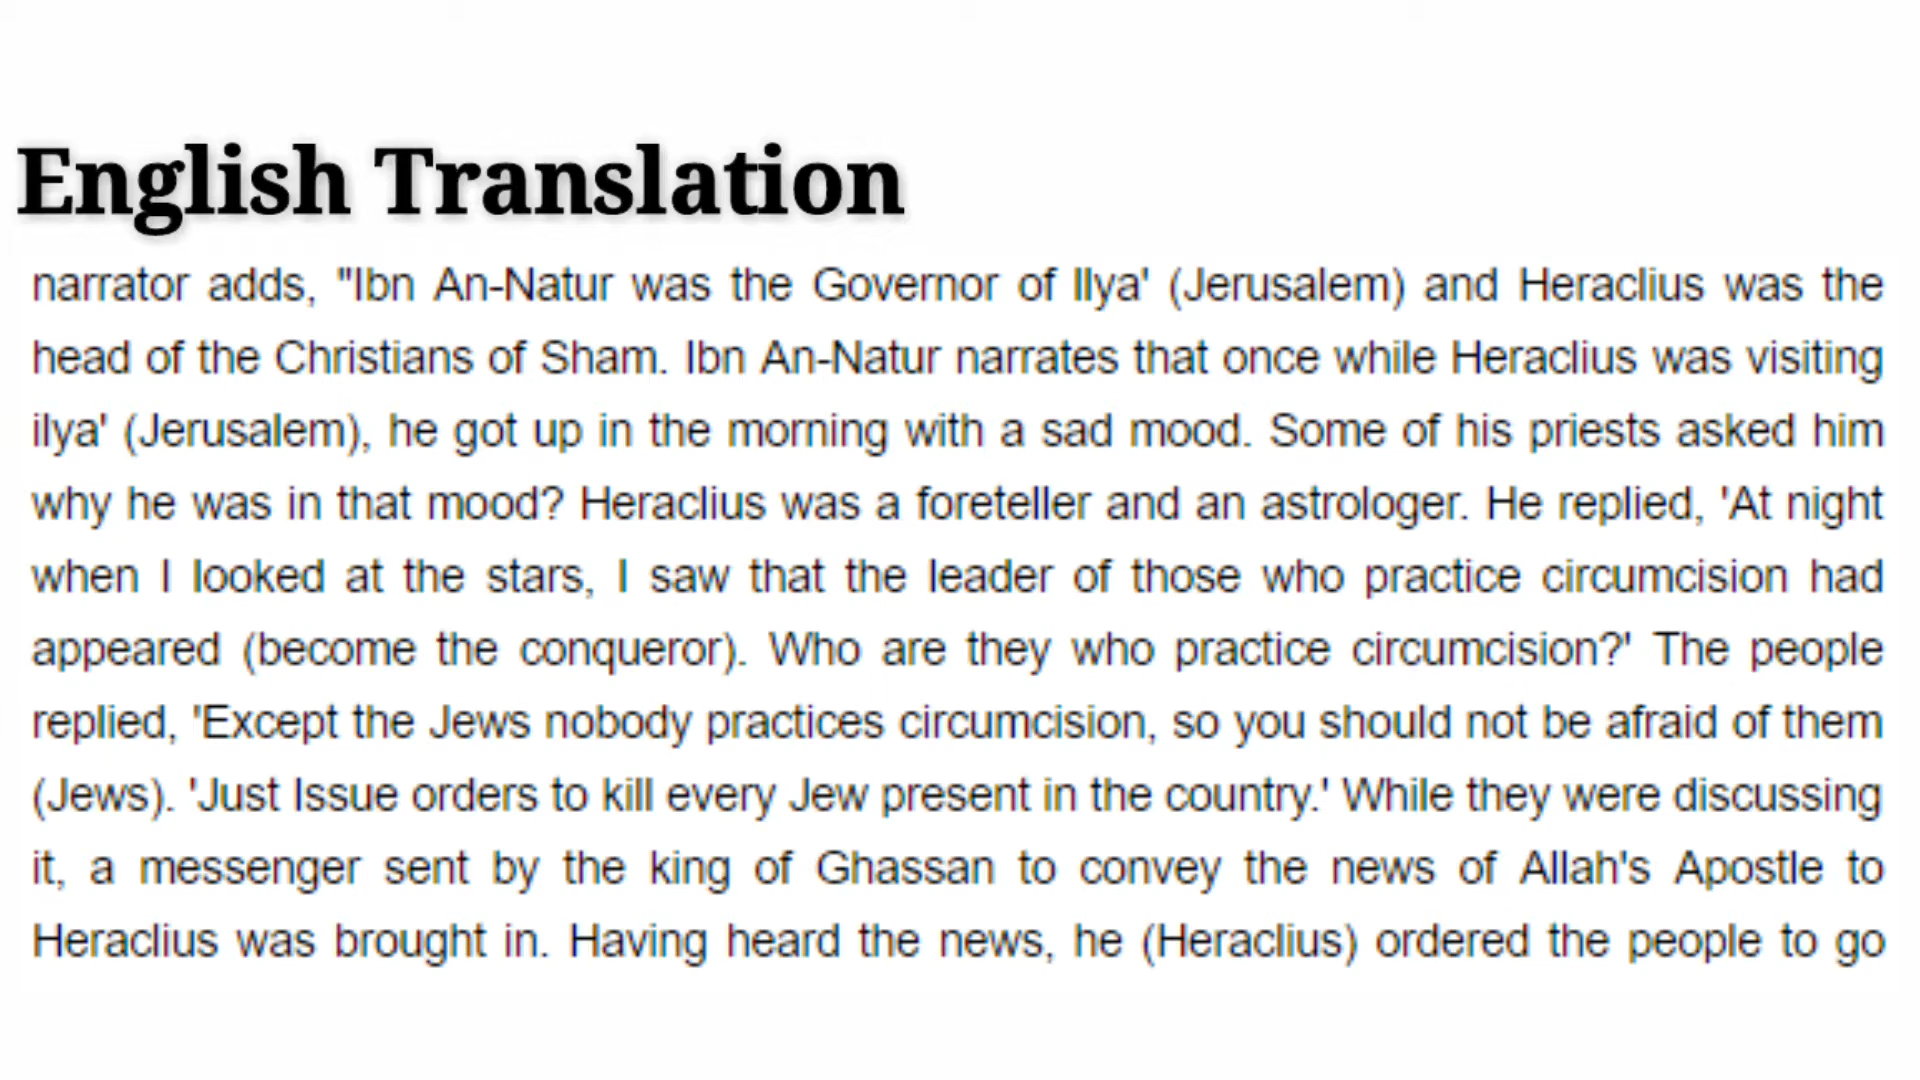 English Translation
narrator adds, "Ibn An-Natur was the Governor of llya' (Jerusalem) and Heraclius was the
head of the Christians of Sham. Ibn An-Natur narrates that once while Heraclius was visiting
ilya' (Jerusalem), he got up in the morning with a sad mood. Some of his priests asked him
why he was in that mood? Heraclius was a foreteller and an astrologer. He replied, 'At night
when I looked at the stars, I saw that the leader of those who practice circumcision had
appeared (become the conqueror). Who are they who practice circumcision?' The people
replied, 'Except the Jews nobody practices circumcision, so you should not be afraid of them
(Jews). 'Just Issue orders to kill every Jew present in the country.' While they were discussing
it, a messenger sent by the king of Ghassan to convey the news of Allah's Apostle to
Heraclius was brought in. Having heard the news, he (Heraclius) ordered the people to go